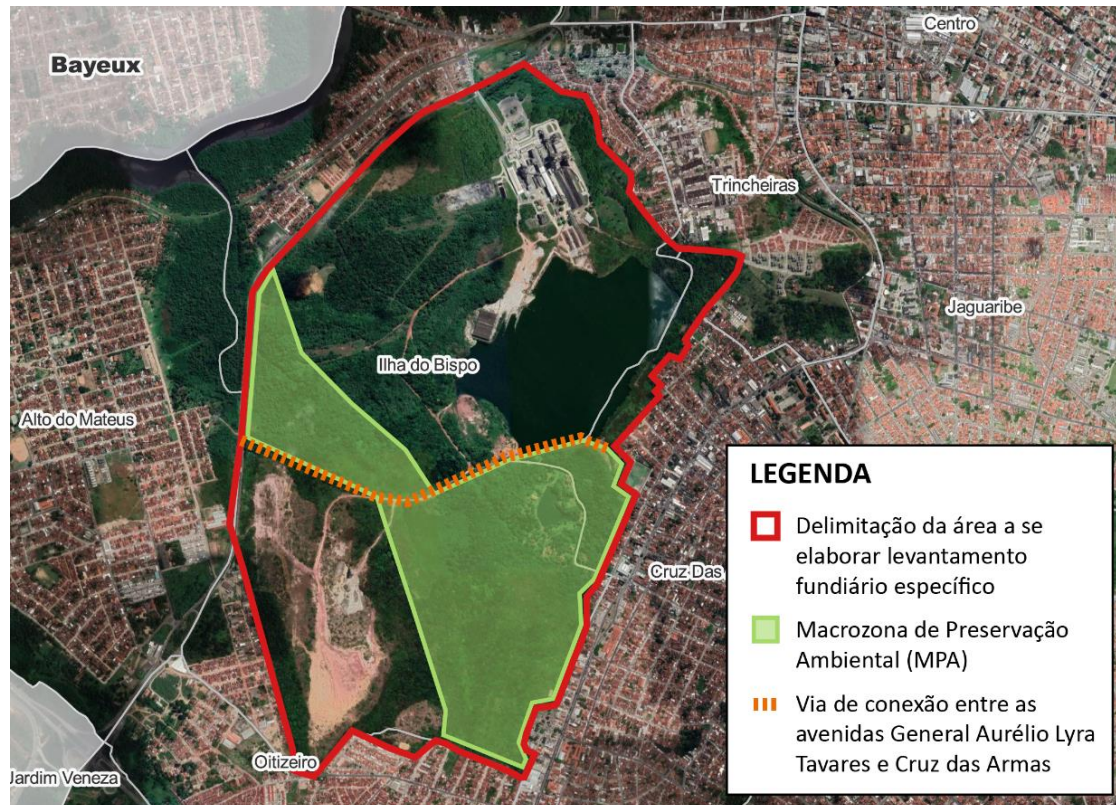 Centro
Bayeux
Trincheiras
Jaguaribe
Ilha do Bispo
Alto do Mateus
Cruz Das
Oitizeiro
Jardim Veneza
LEGENDA
Delimitação da área a se
elaborar levantamento
fundiário específico
Macrozona de Preservação
Ambiental (MPA)
Via de conexão entre as
avenidas General Aurélio Lyra
Tavares e Cruz das Armas